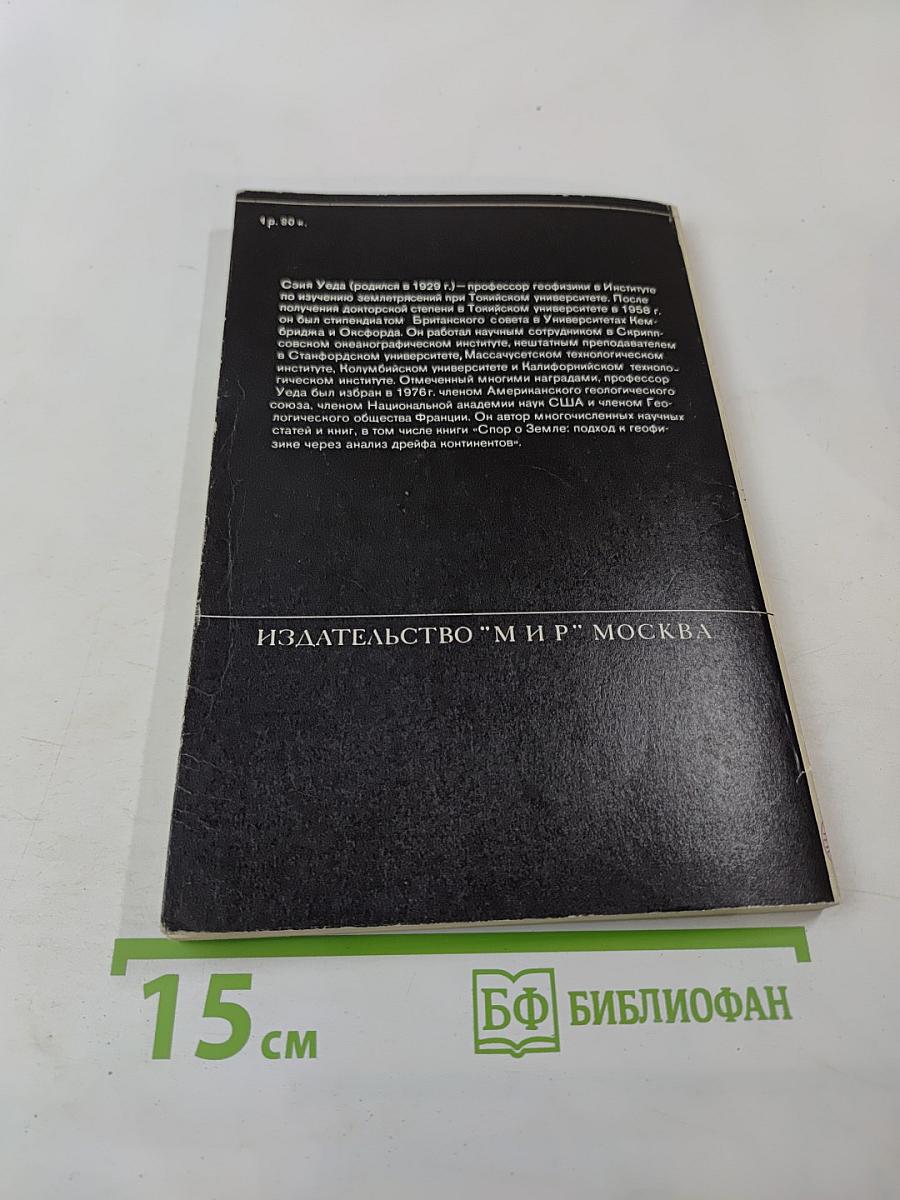 1р. 80 к.
Сэия Уеда (родился в 1929 г.)—профессор геофизики в Институте
по изучению землетрясений при Токийском университете. После
получения докторской степени в Токийском университете в 1958 г.
он был стипендиатом Британского совета в Университетах Кем-
бриджа и Оксфорда. Он работал научным сотрудником в Скрипп-
совском океанографическом институте, нештатным преподавателем
в Станфордском университете, Массачусетском технологическом
институте, Колумбийском университете и Калифорнийском техноло-
гическом институте. Отмеченный многими наградами, профессор
Уеда был избран в 1976 г. членом Американского геологического
союза, членом Национальной академии наук США и членом Гео-
логического общества Франции. Он автор многочисленных научных
статей и книг, в том числе книги «Спор о Земле: подход к геофи-
зике через анализ дрейфа континентов».
ИЗДАТЕЛЬСТВО "МИР" МОСКВА
15 см
БФ БИБЛИОФАН